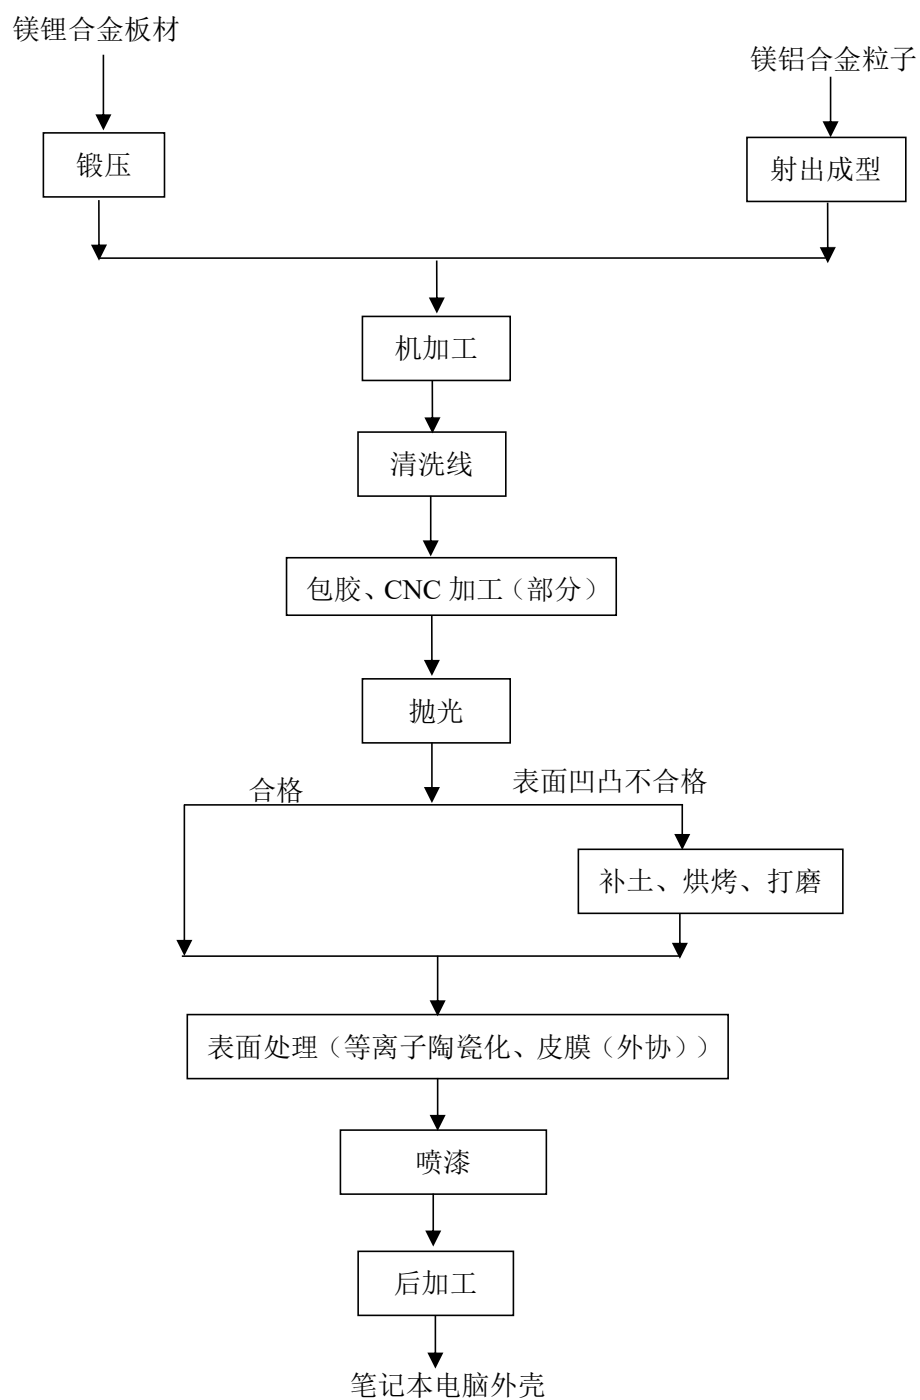 镁锂合金板材
镁铝合金粒子
锻压
射出成型
机加工
清洗线
包胶、CNC 加工（部分）
抛光
合格
表面凹凸不合格
补土、烘烤、打磨
表面处理（等离子陶瓷化、皮膜（外协））
喷漆
后加工
笔记本电脑外壳